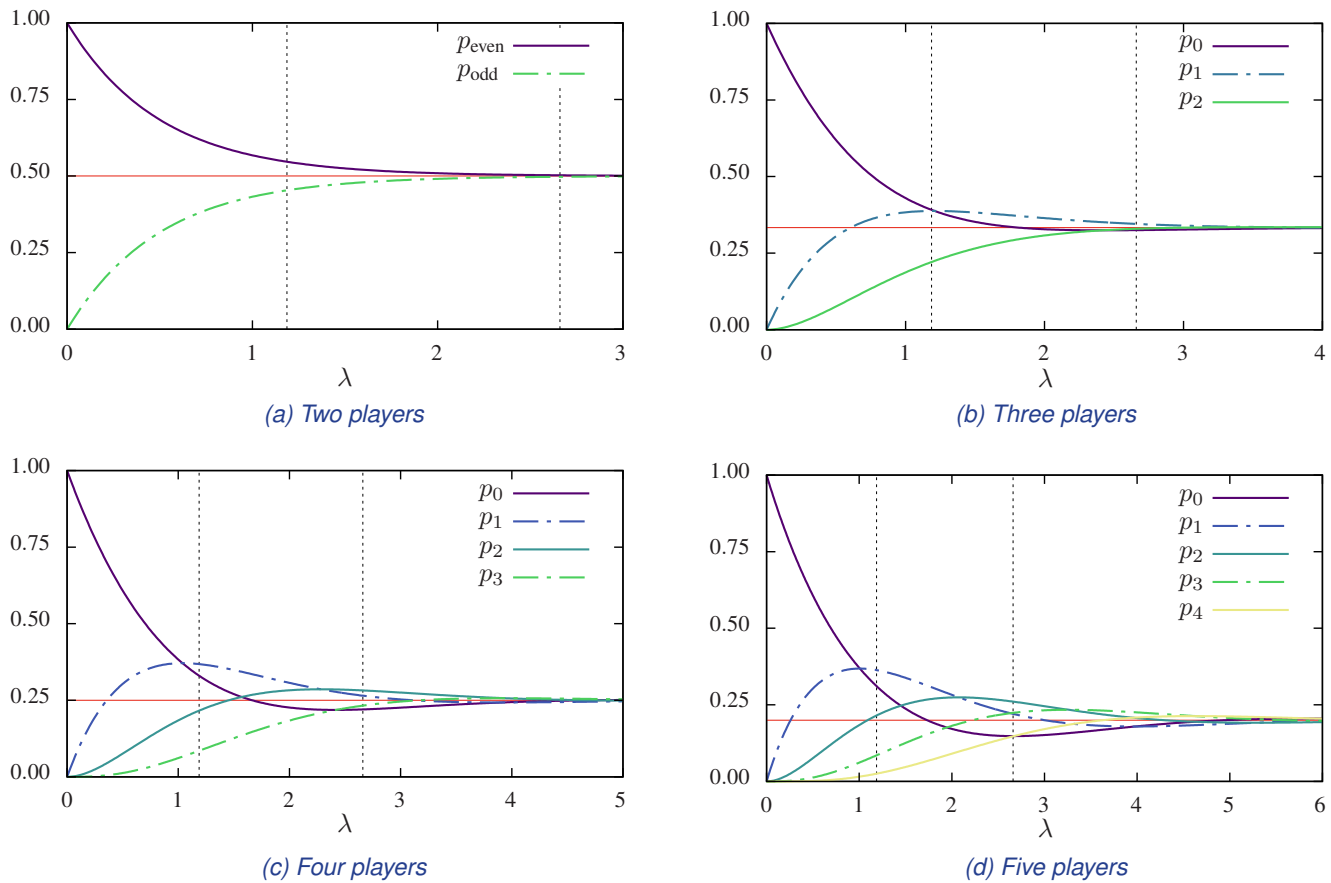 1.00
0.75
0.50
0.25
0.00
0
1
2
3
λ
p_even
p_odd
(a) Two players
1.00
0.75
0.50
0.25
0.00
0
1
2
3
4
λ
p_0
p_1
p_2
(b) Three players
1.00
0.75
0.50
0.25
0.00
0
1
2
3
4
5
λ
p_0
p_1
p_2
p_3
(c) Four players
1.00
0.75
0.50
0.25
0.00
0
1
2
3
4
5
6
λ
p_0
p_1
p_2
p_3
p_4
(d) Five players